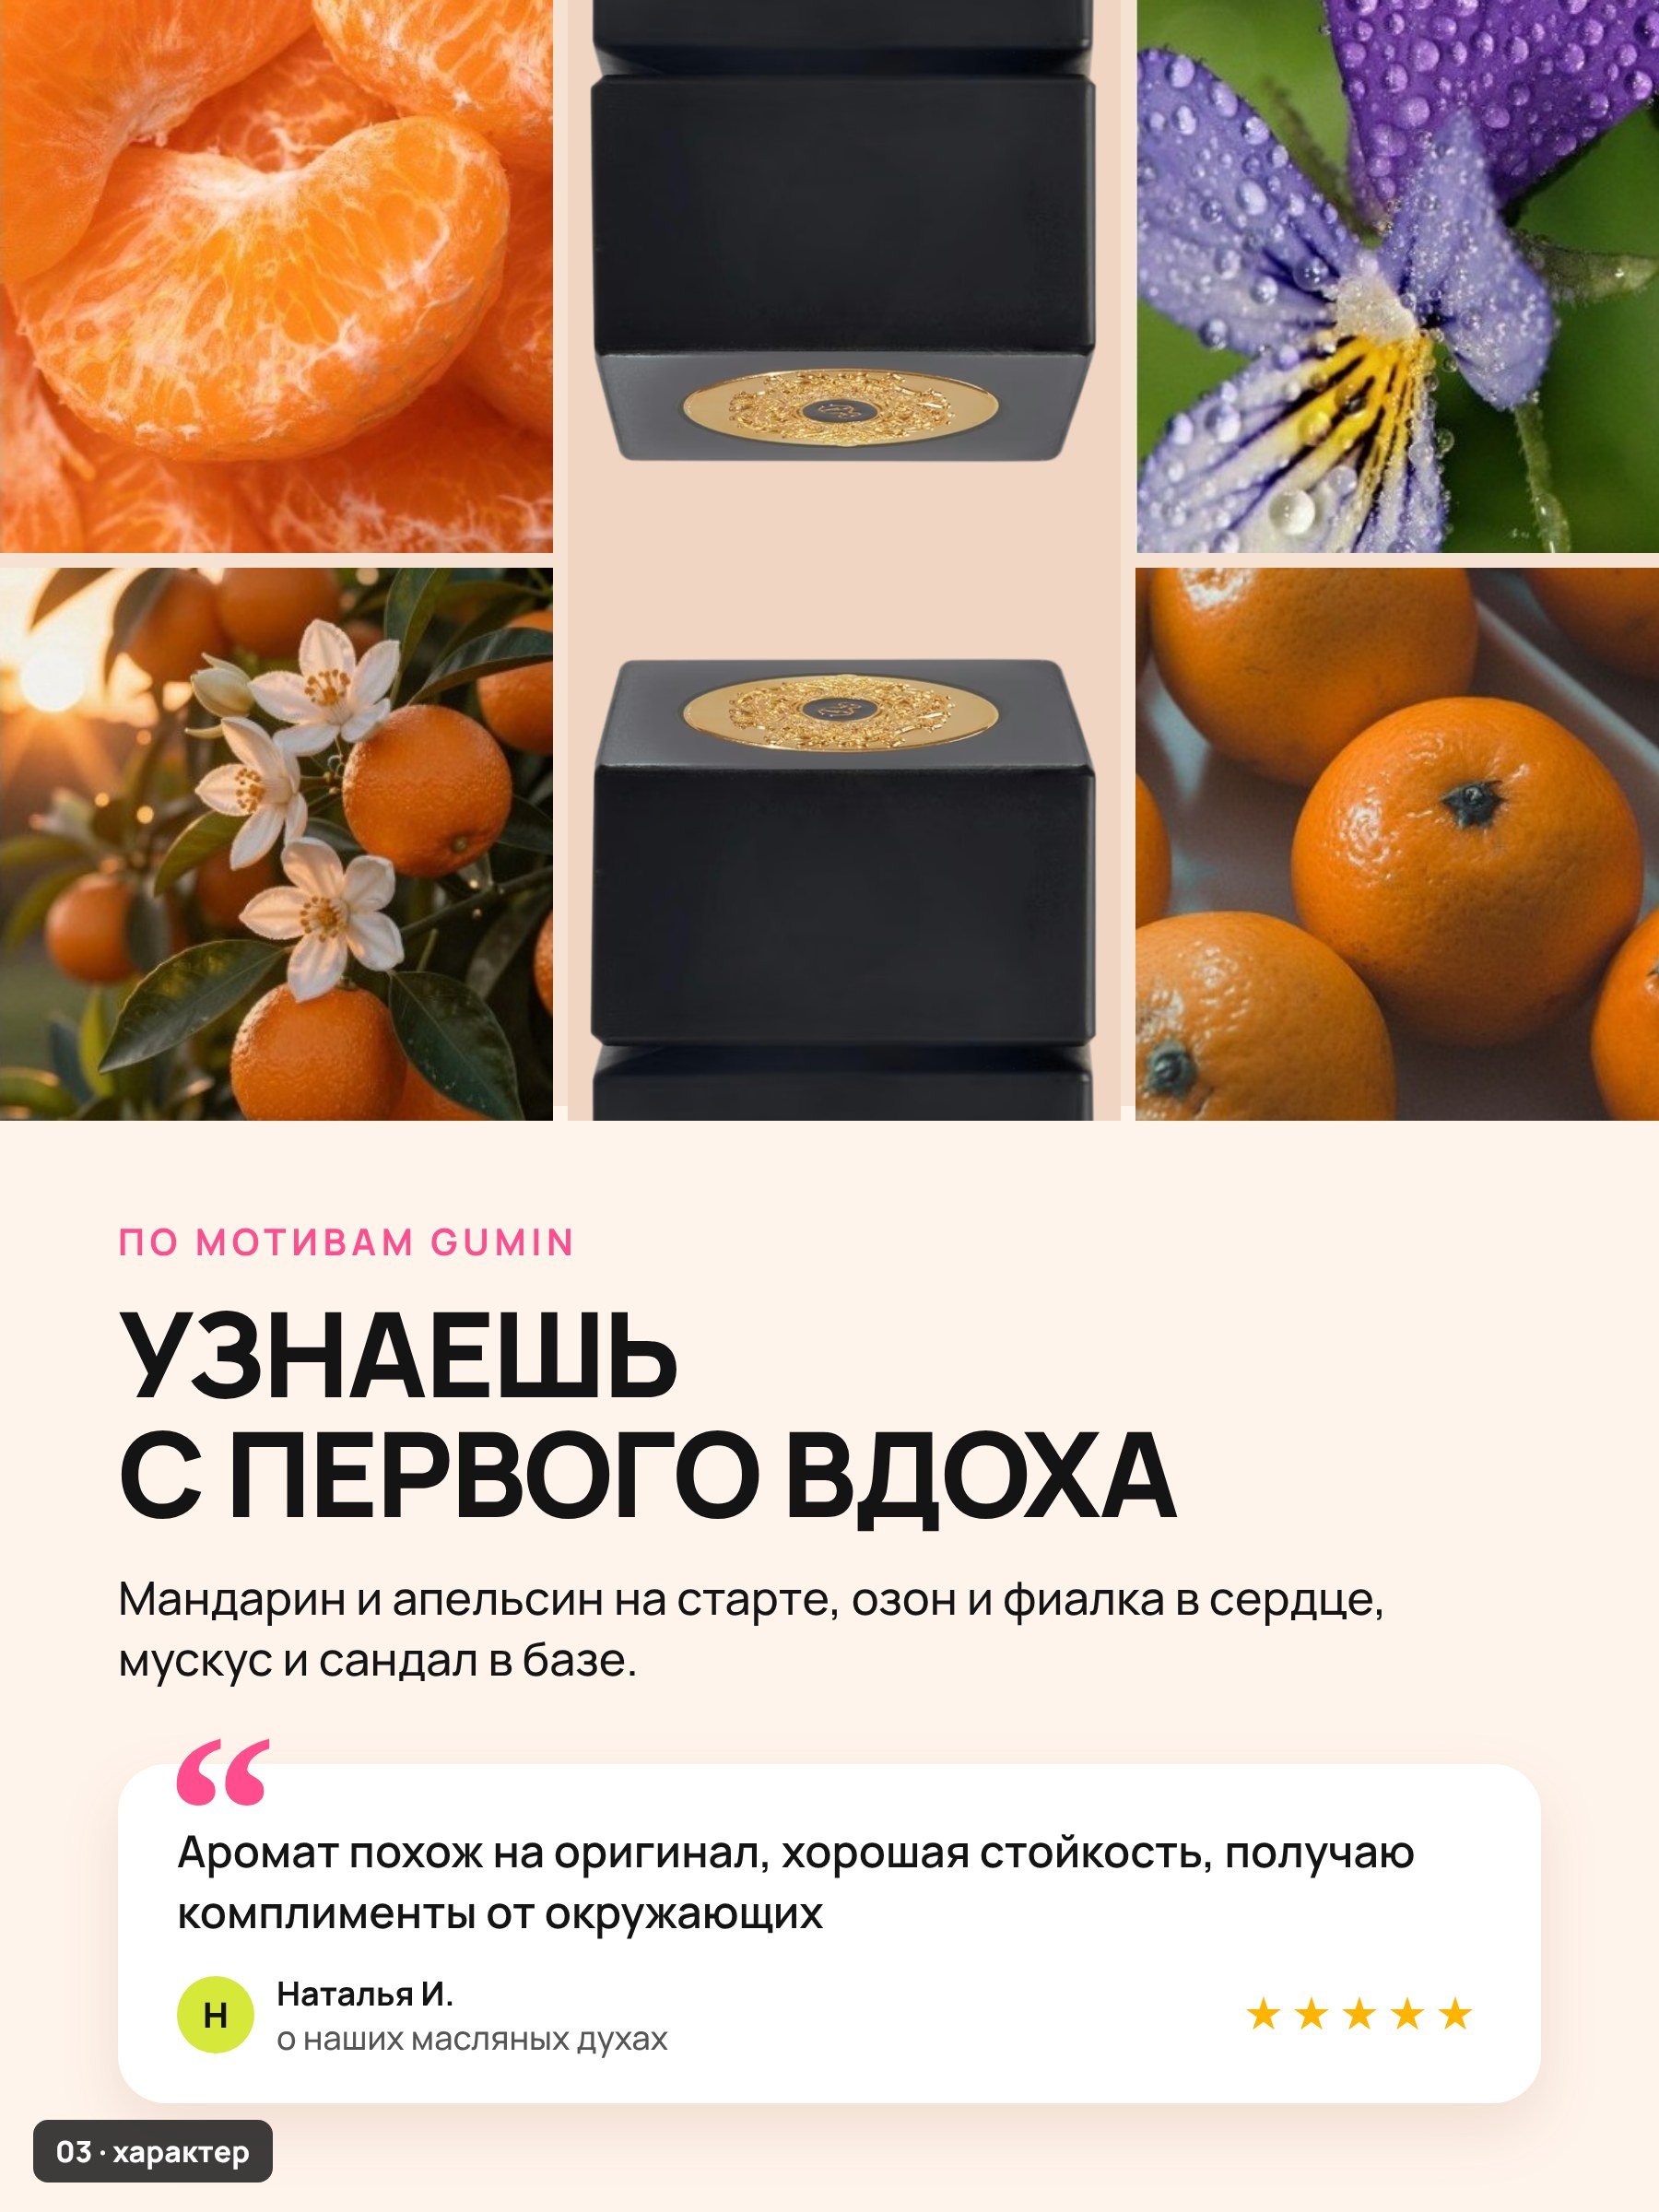 ПО МОТИВАМ GUMIN
УЗНАЕШЬ
С ПЕРВОГО ВДОХА
Мандарин и апельсин на старте, озон и фиалка в сердце,
мускус и сандал в базе.
“
Аромат похож на оригинал, хорошая стойкость, получаю
комплименты от окружающих
Н
Наталья И.
о наших масляных духах
★★★★★
03 · характер